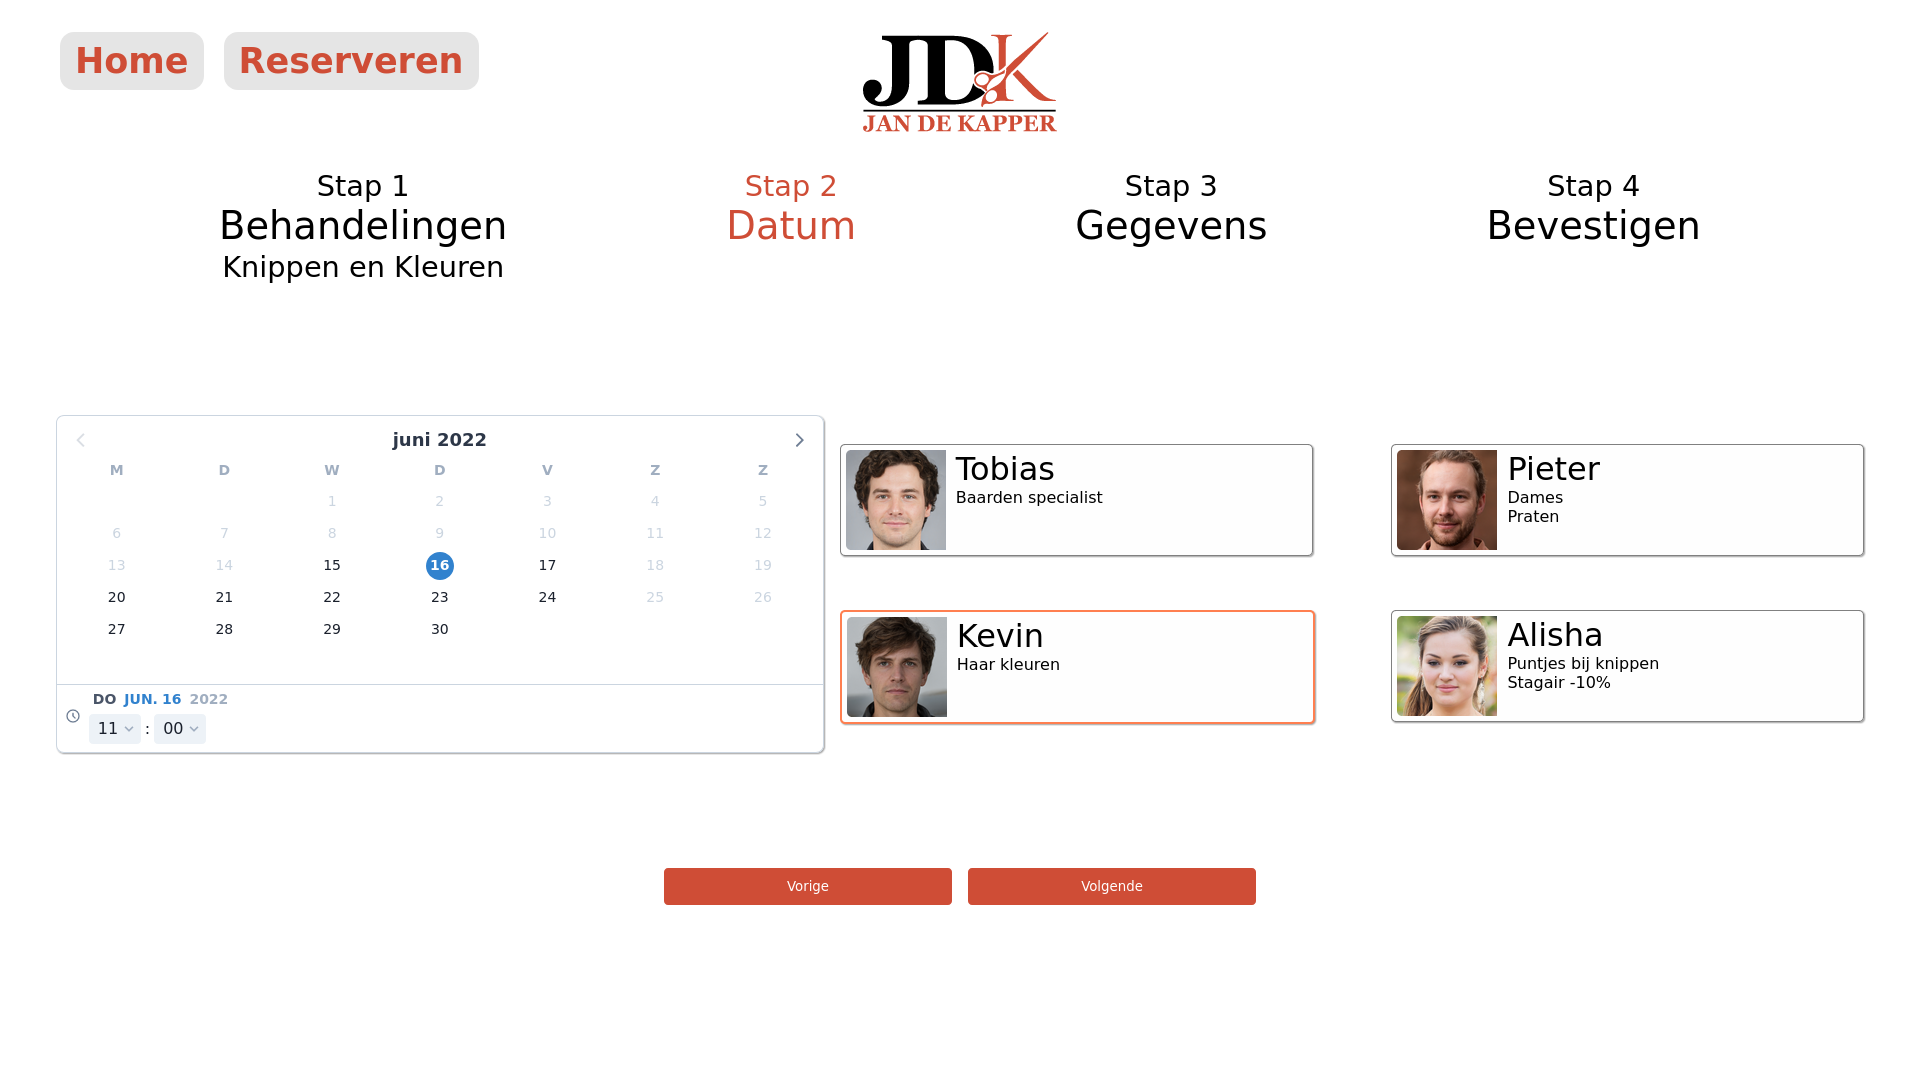 Home Reserveren
JDK
JAN DE KAPPER
Stap 1
Behandelingen
Knippen en Kleuren
Stap 2
Datum
Stap 3
Gegevens
Stap 4
Bevestigen
juni 2022
M D W D V Z Z
1 2 3 4 5
6 7 8 9 10 11 12
13 14 15 16 17 18 19
20 21 22 23 24 25 26
27 28 29 30
DO JUN. 16 2022
11 : 00
Tobias
Baarden specialist
Pieter
Dames
Praten
Kevin
Haar kleuren
Alisha
Puntjes bij knippen
Stagair -10%
Vorige Volgende